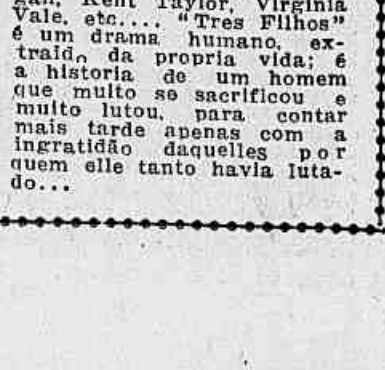 Kent Taylor, Virginia
Vale, etc.... "Tres Filhos"
é um drama humano, ex-
traido da propria vida; é
a historia de um homem
que muito se sacrificou e
muito lutou, para contar
mais tarde apenas com a
ingratidão daquelles por
quem elle tanto havia luta-
do...